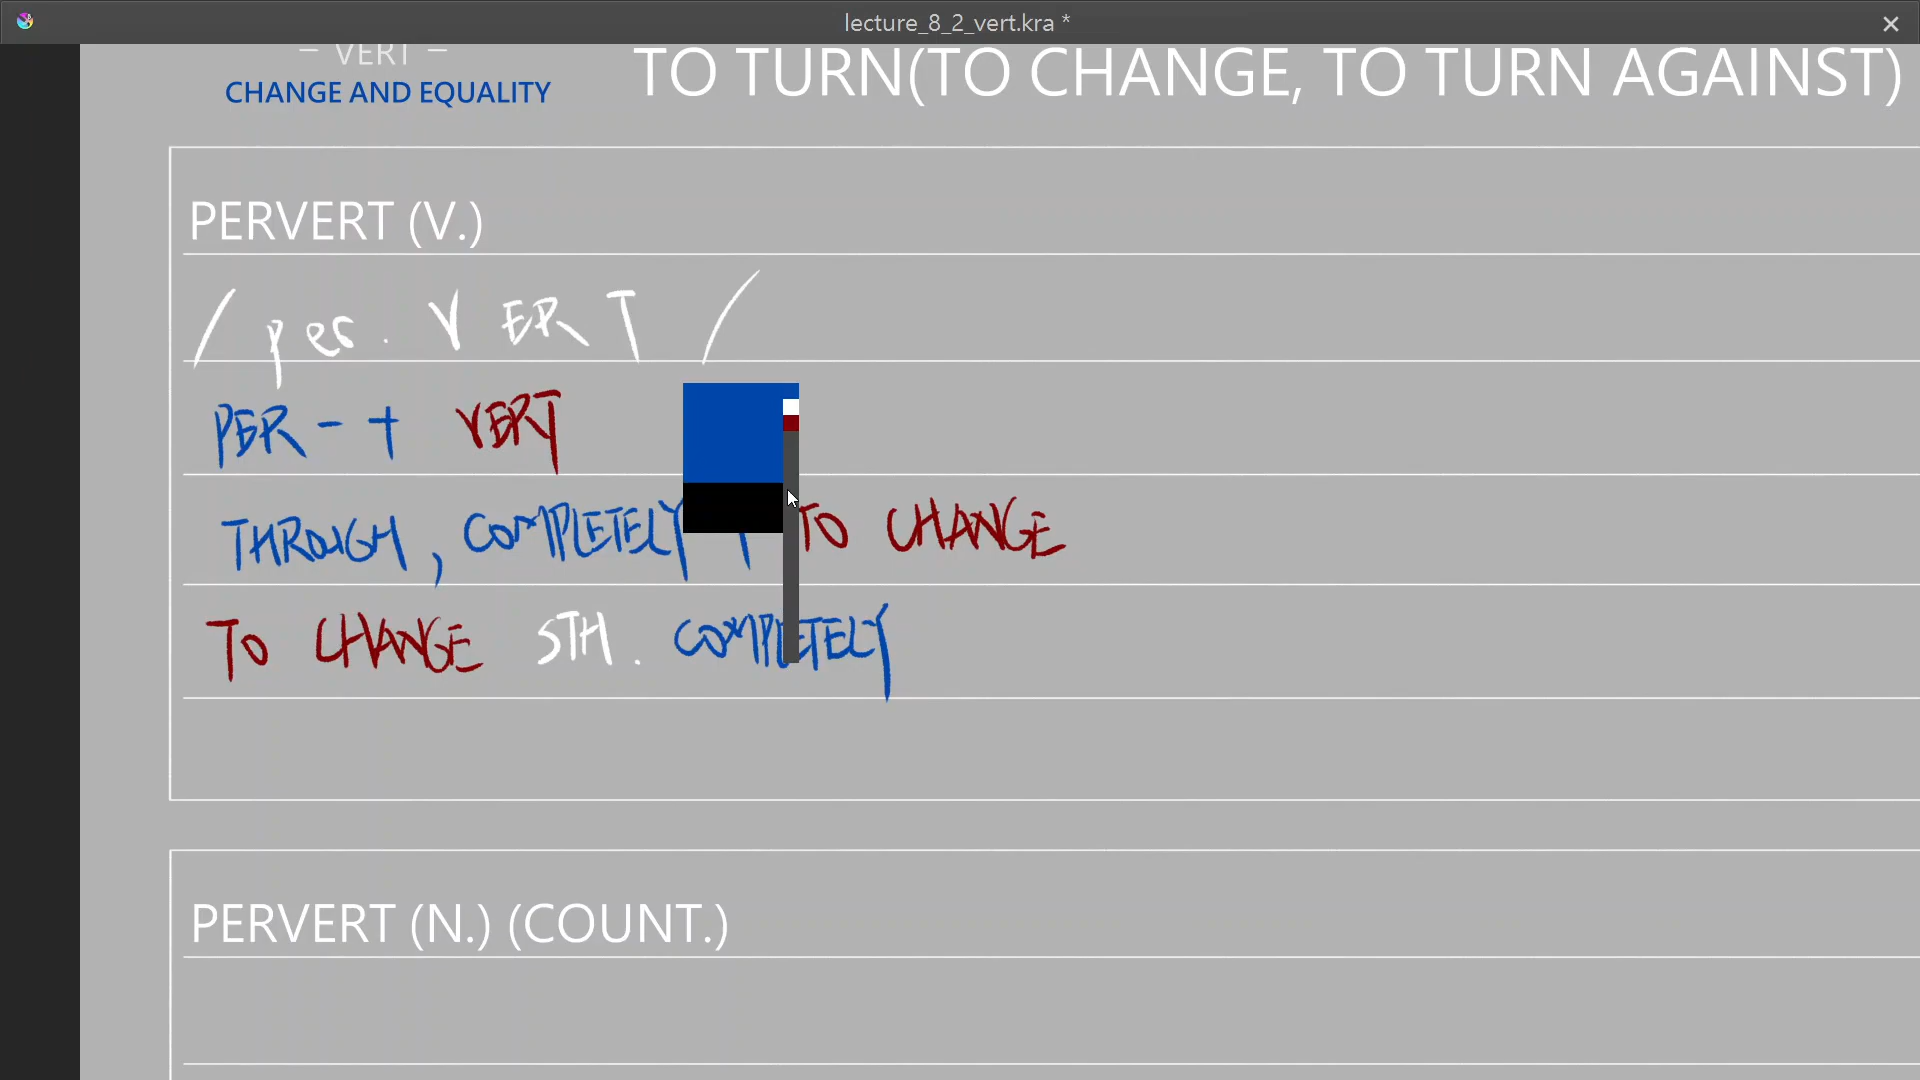 lecture_8_2_vert.kra *
– VERT –
CHANGE AND EQUALITY
TO TURN(TO CHANGE, TO TURN AGAINST)
PERVERT (V.)
/ per. VERT /
PER- + VERT
THROUGH, COMPLETELY + TO CHANGE
TO CHANGE STH. COMPLETELY
PERVERT (N.) (COUNT.)